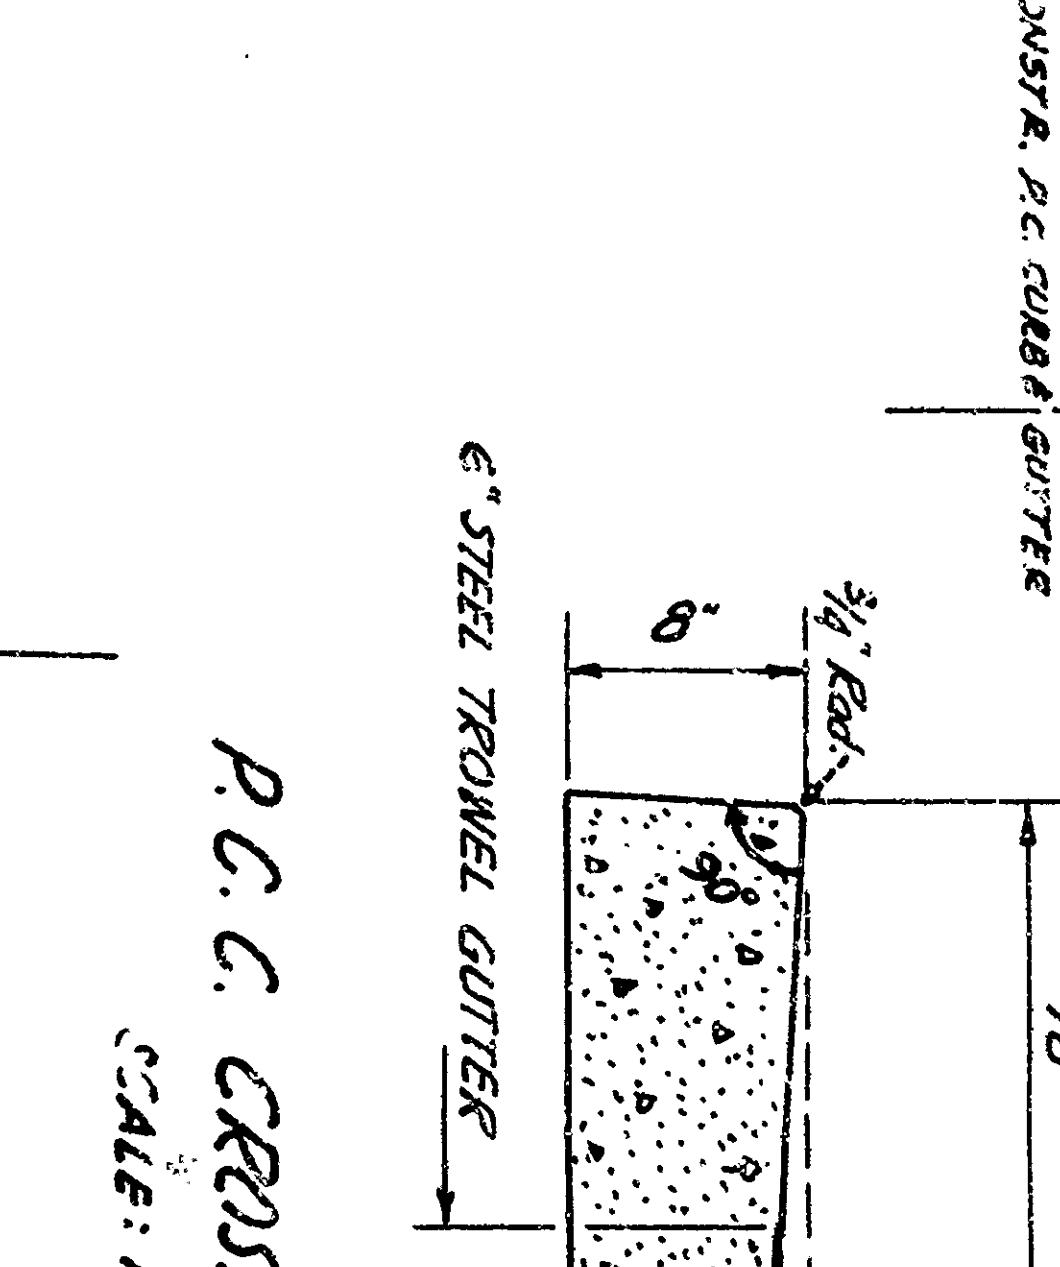 CONSTR. P.C. CURB & GUTTER
3/4" Rad.
8"
90°
6" STEEL TROWEL GUTTER
P. C. C. CROS
SCALE: